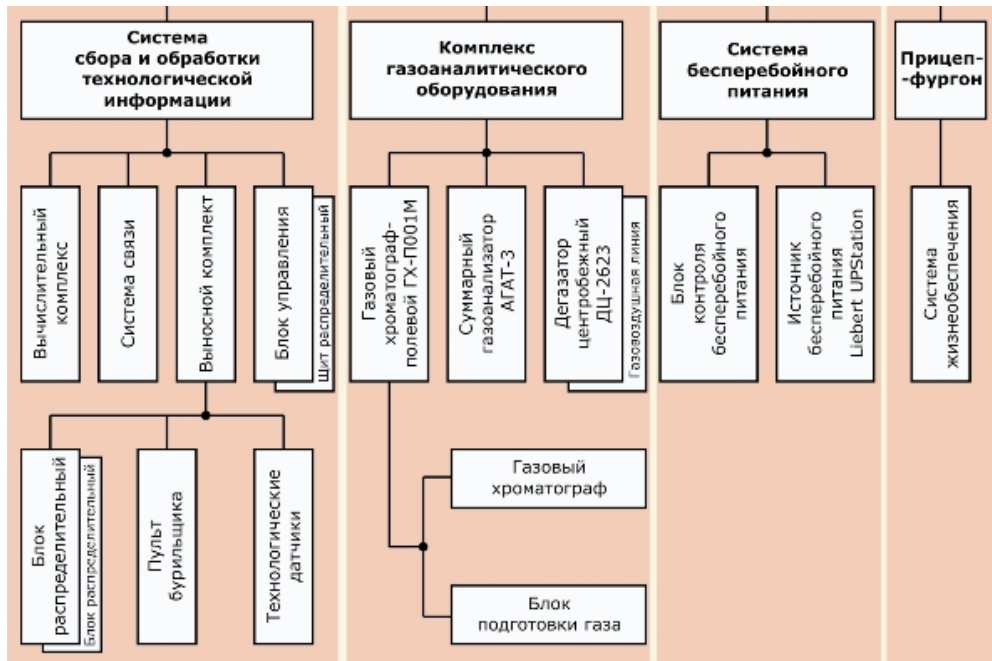 Система
сбора и обработки
технологической
информации
Комплекс
газоаналитического
оборудования
Система
бесперебойного
питания
Прицеп-
-фургон
Вычислительный
комплекс
Система связи
Выносной комплект
Блок управления
Щит распределительный
Газовый
хроматограф-
полевой ГХ-П001М
Суммарный
газоанализатор
АГАТ-3
Дегазатор
центробежный
ДЦ-2623
Газовоздушная линия
Блок
контроля
бесперебойного
питания
Источник
бесперебойного
питания
Liebert UPStation
Система
жизнеобеспечения
Блок
распределительный
Блок распределительный
Пульт
бурильщика
Технологические
датчики
Газовый
хроматограф
Блок
подготовки газа